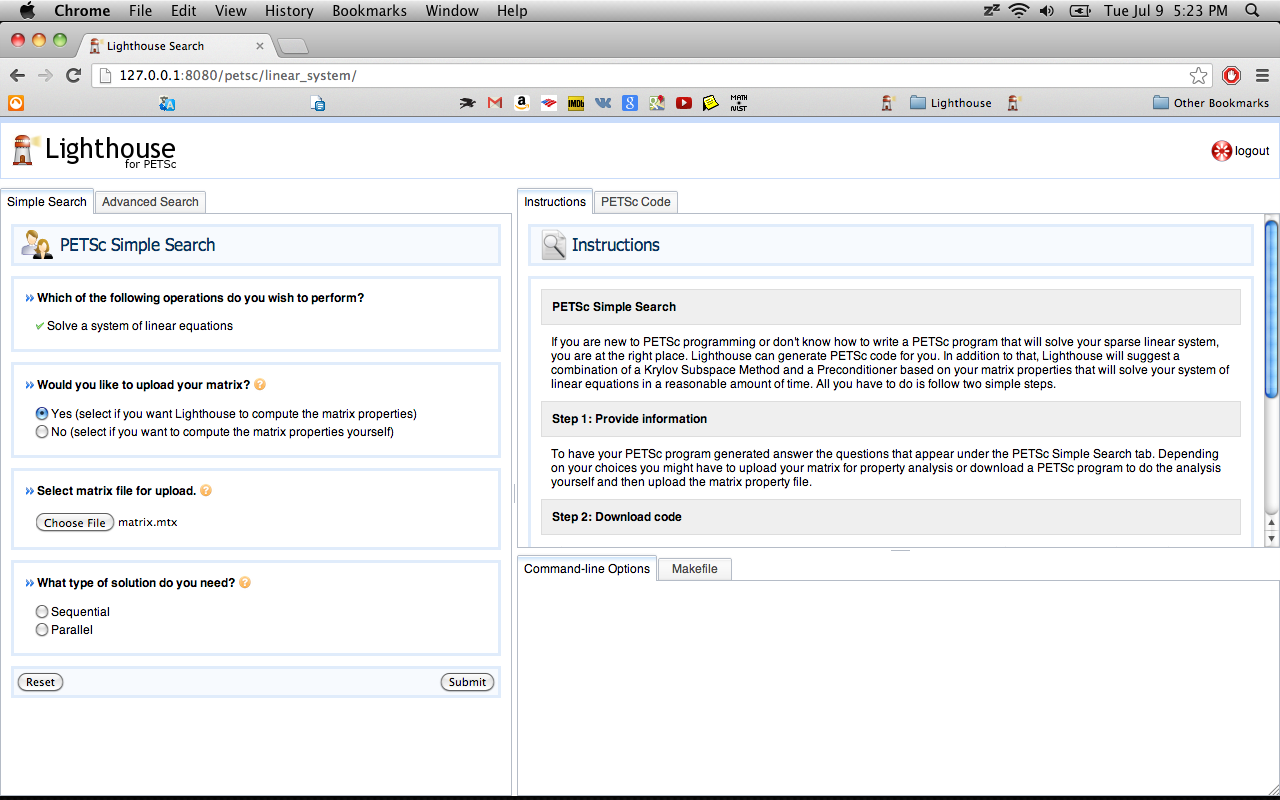 Chrome File Edit View History Bookmarks Window Help Tue Jul 9 5:23 PM
Lighthouse Search
127.0.0.1:8080/petsc/linear_system/
IMDb MATH NIST Lighthouse Other Bookmarks
Lighthouse
for PETSc
logout
Simple Search Advanced Search
PETSc Simple Search
Which of the following operations do you wish to perform?
Solve a system of linear equations
Would you like to upload your matrix? ?
Yes (select if you want Lighthouse to compute the matrix properties)
No (select if you want to compute the matrix properties yourself)
Select matrix file for upload. ?
Choose File matrix.mtx
What type of solution do you need? ?
Sequential
Parallel
Reset Submit
Instructions PETSc Code
Instructions
PETSc Simple Search
If you are new to PETSc programming or don't know how to write a PETSc program that will solve your sparse linear system,
you are at the right place. Lighthouse can generate PETSc code for you. In addition to that, Lighthouse will suggest a
combination of a Krylov Subspace Method and a Preconditioner based on your matrix properties that will solve your system of
linear equations in a reasonable amount of time. All you have to do is follow two simple steps.
Step 1: Provide information
To have your PETSc program generated answer the questions that appear under the PETSc Simple Search tab. Depending
on your choices you might have to upload your matrix for property analysis or download a PETSc program to do the analysis
yourself and then upload the matrix property file.
Step 2: Download code
Command-line Options Makefile